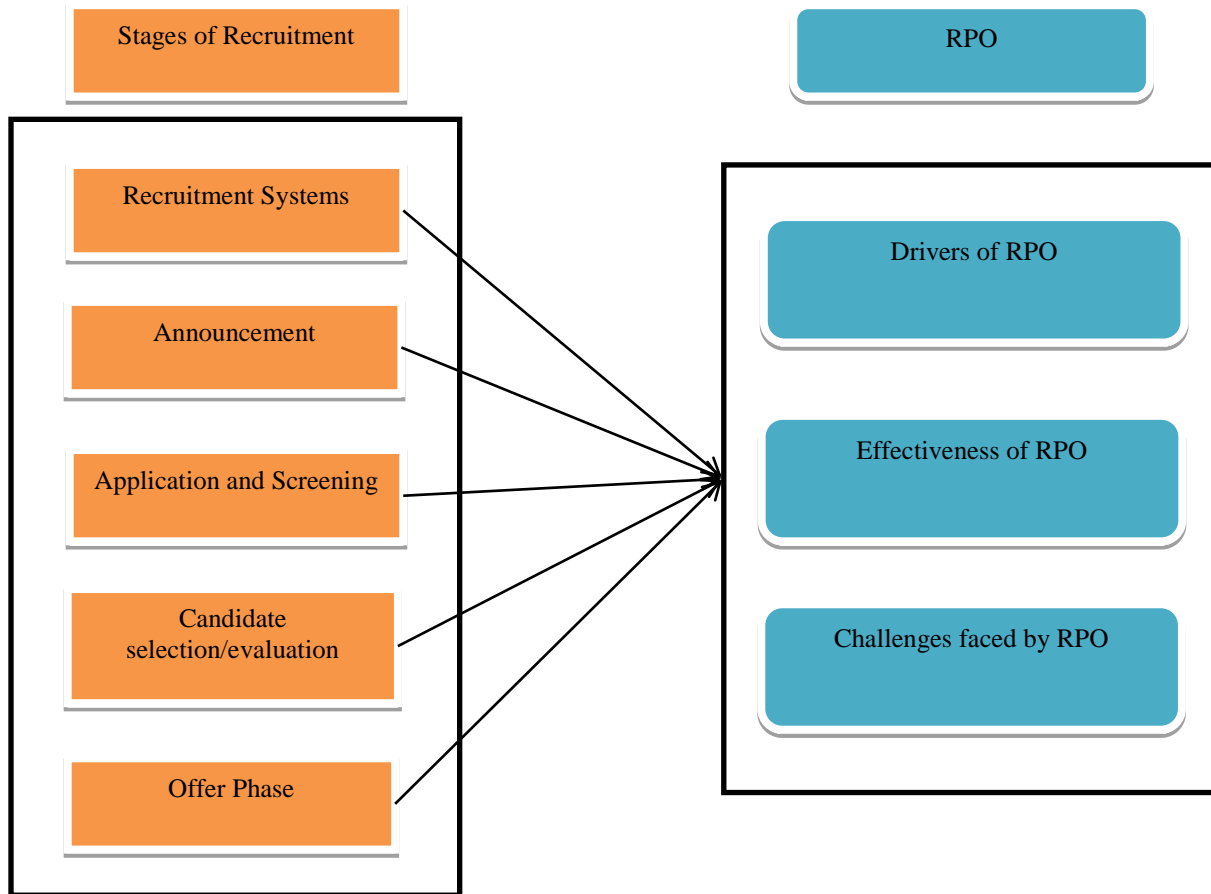 Stages of Recruitment
RPO
Recruitment Systems
Announcement
Application and Screening
Candidate
selection/evaluation
Offer Phase
Drivers of RPO
Effectiveness of RPO
Challenges faced by RPO